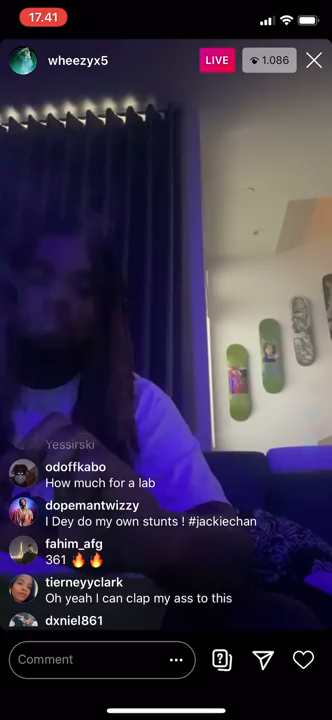 17.41
wheezyx5
LIVE
1.086
Yessirski
odoffkabo
How much for a lab
dopemantwizzy
I Dey do my own stunts ! #jackiechan
fahim_afg
361 🔥🔥
tierneyyclark
Oh yeah I can clap my ass to this
dxniel861
Comment